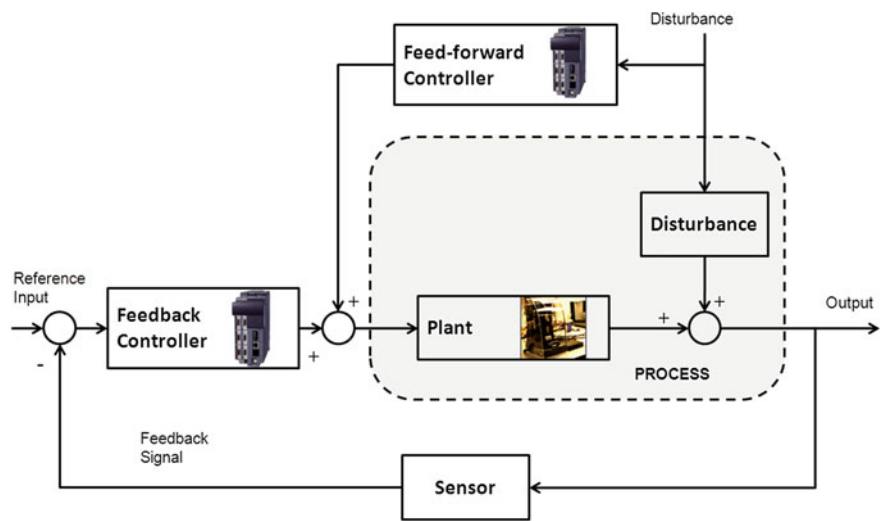 Disturbance
Feed-forward
Controller
Disturbance
Reference
Input
Output
+
+
+
Feedback
Controller
Plant
+
-
PROCESS
Feedback
Signal
Sensor